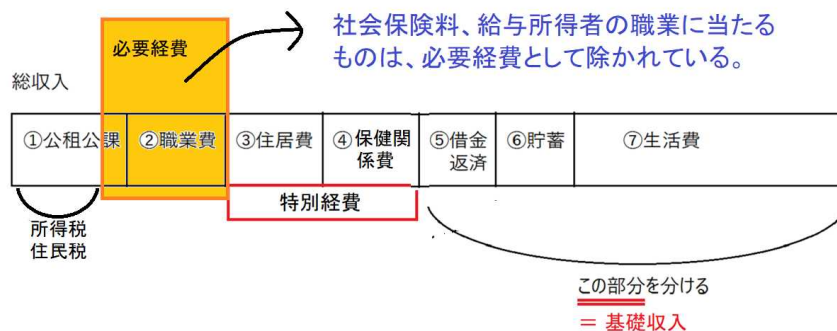 社会保険料、給与所得者の職業に当たる
ものは、必要経費として除かれている。
必要経費
総収入
①公租公課
②職業費
③住居費
④保健関
係費
⑤借金
返済
⑥貯蓄
⑦生活費
特別経費
所得税
住民税
この部分を分ける
= 基礎収入